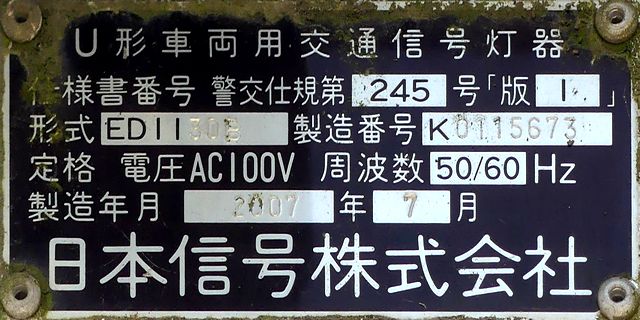 U形車両用交通信号灯器
仕様書番号 警交仕規第 245 号「版 1 」
形式 ED1130B 製造番号 K 0115673
定格 電圧AC100V 周波数 50/60 Hz
製造年月 2007 年 7 月
日本信号株式会社